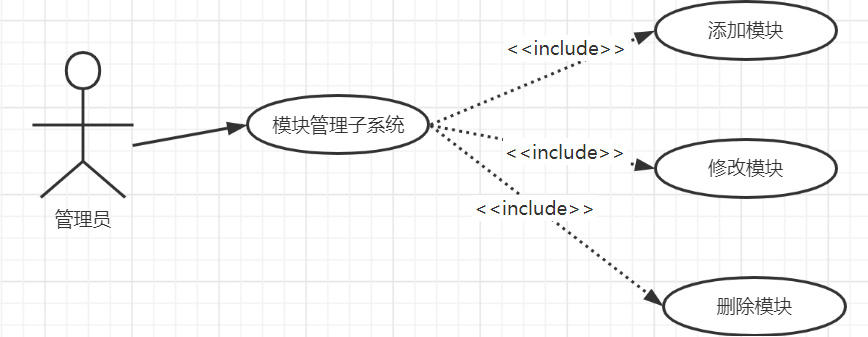 添加模块
<<include>>
模块管理子系统
<<include>>
修改模块
<<include>>
管理员
删除模块